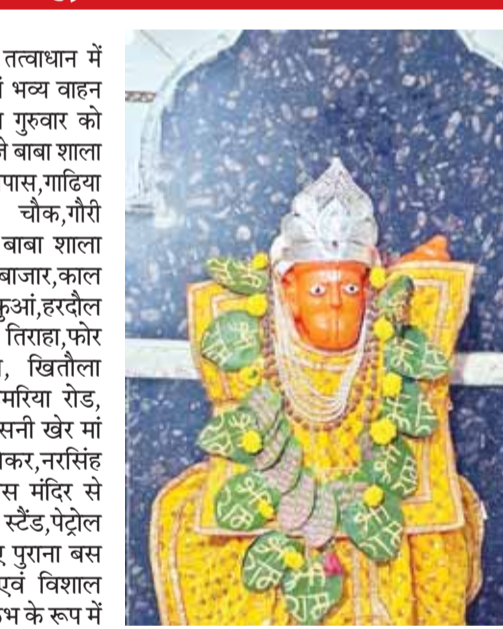 तत्वाधान में
भव्य वाहन
गुरुवार को
बाबा शाला
पास,गाढिया
चौक,गौरी
बाबा शाला
बाजार,काल
कुआं,हरदौल
तिराहा,फोर
, खितौला
मरिया रोड,
सनी खेर मां
कर,नरसिंह
स मंदिर से
स्टैंड,पेट्रोल
पुराना बस
एवं विशाल
भ के रूप में
राम
राम
राम
राम
राम
राम
राम
राम